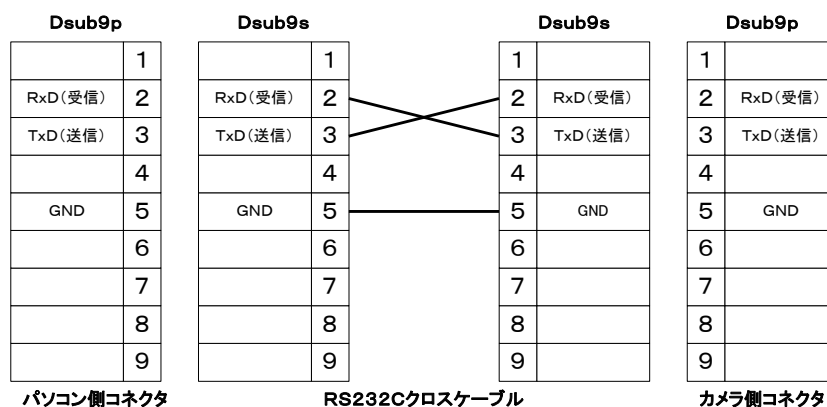 Dsub9p Dsub9s Dsub9s Dsub9p
1 1 1 1
RxD(受信) 2 RxD(受信) 2 2 RxD(受信) 2 RxD(受信)
TxD(送信) 3 TxD(送信) 3 3 TxD(送信) 3 TxD(送信)
4 4 4 4
GND 5 GND 5 5 GND 5 GND
6 6 6 6
7 7 7 7
8 8 8 8
9 9 9 9
パソコン側コネクタ RS232Cクロスケーブル カメラ側コネクタ